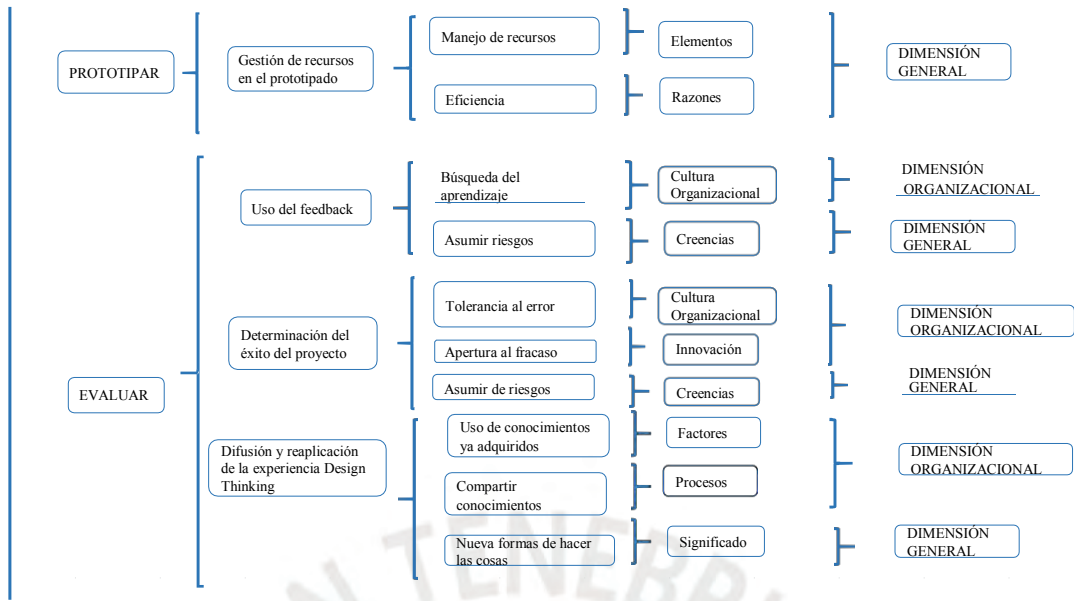 PROTOTIPAR
Gestión de recursos
en el prototipado
Manejo de recursos
Elementos
Eficiencia
Razones
DIMENSIÓN
GENERAL
EVALUAR
Uso del feedback
Búsqueda del
aprendizaje
Cultura
Organizacional
DIMENSIÓN
ORGANIZACIONAL
Asumir riesgos
Creencias
DIMENSIÓN
GENERAL
Determinación del
éxito del proyecto
Tolerancia al error
Cultura
Organizacional
Apertura al fracaso
Innovación
DIMENSIÓN
ORGANIZACIONAL
Asumir de riesgos
Creencias
DIMENSIÓN
GENERAL
Difusión y reaplicación
de la experiencia Design
Thinking
Uso de conocimientos
ya adquiridos
Factores
Compartir
conocimientos
Procesos
DIMENSIÓN
ORGANIZACIONAL
Nueva formas de hacer
las cosas
Significado
DIMENSIÓN
GENERAL